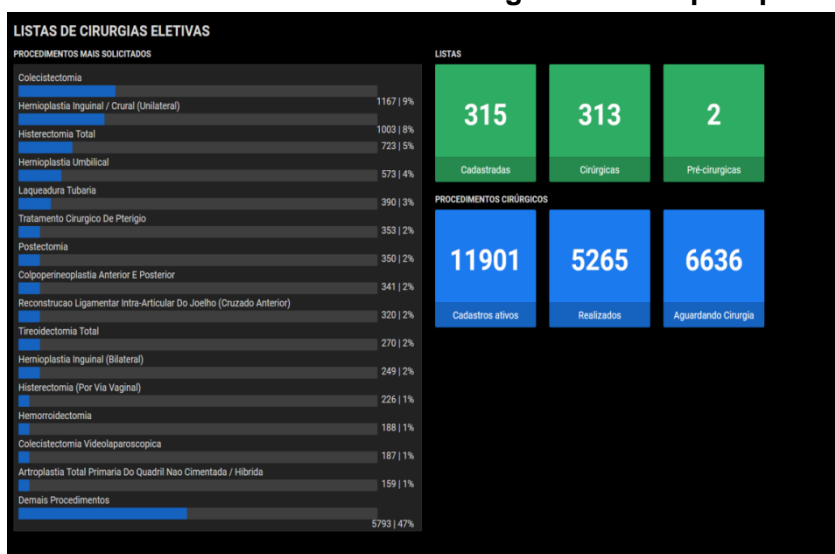 LISTAS DE CIRURGIAS ELETIVAS
PROCEDIMENTOS MAIS SOLICITADOS
Colecistectomia
1167 | 9%
Hernioplastia Inguinal / Crural (Unilateral)
1003 | 8%
Histerectomia Total
723 | 5%
Hernioplastia Umbilical
573 | 4%
Laqueadura Tubaria
390 | 3%
Tratamento Cirurgico De Pterigio
353 | 2%
Postectomia
350 | 2%
Colpoperineoplastia Anterior E Posterior
341 | 2%
Reconstrucao Ligamentar Intra-Articular Do Joelho (Cruzado Anterior)
320 | 2%
Tireoidectomia Total
270 | 2%
Hernioplastia Inguinal (Bilateral)
249 | 2%
Histerectomia (Por Via Vaginal)
226 | 1%
Hemorroidectomia
188 | 1%
Colecistectomia Videolaparoscopica
187 | 1%
Artroplastia Total Primaria Do Quadril Nao Cimentada / Hibrida
159 | 1%
Demais Procedimentos
5793 | 47%
LISTAS
315
Cadastradas
313
Cirúrgicas
2
Pré-cirurgicas
PROCEDIMENTOS CIRÚRGICOS
11901
Cadastros ativos
5265
Realizados
6636
Aguardando Cirurgia